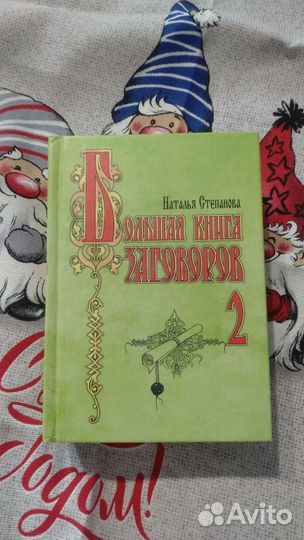 Наталья Степанова
Большая книга
заговоров
2
годом!
Avito